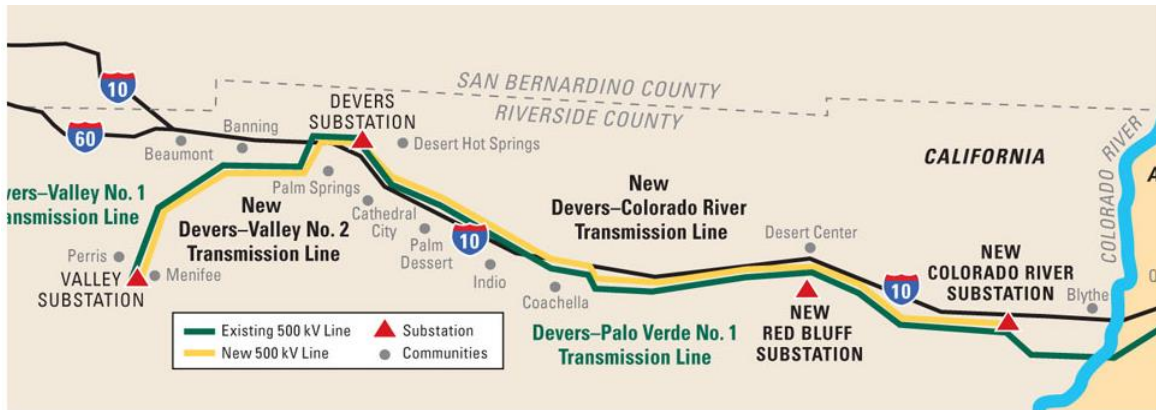 SAN BERNARDINO COUNTY
RIVERSIDE COUNTY
10
60
Beaumont
Banning
DEVERS
SUBSTATION
Desert Hot Springs
CALIFORNIA
COLORADO RIVER
A
vers–Valley No. 1
ansmission Line
New
Devers–Valley No. 2
Transmission Line
Palm Springs
Cathedral
City
Palm
Dessert
10
Indio
Coachella
New
Devers–Colorado River
Transmission Line
Desert Center
10
NEW
COLORADO RIVER
SUBSTATION
Blythe
Perris
VALLEY
SUBSTATION
Menifee
Existing 500 kV Line
New 500 kV Line
Substation
Communities
Devers–Palo Verde No. 1
Transmission Line
NEW
RED BLUFF
SUBSTATION